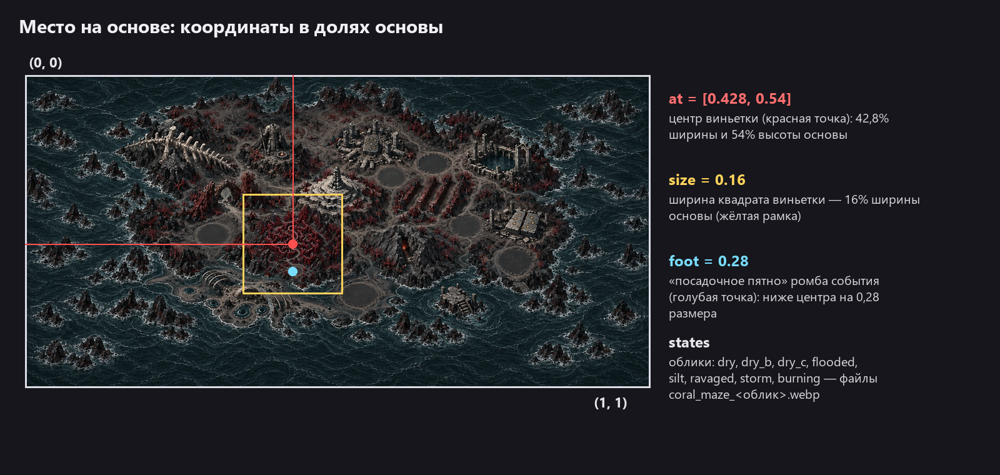 Место на основе: координаты в долях основы
(0, 0)
at = [0.428, 0.54]
центр виньетки (красная точка): 42,8%
ширины и 54% высоты основы
size = 0.16
ширина квадрата виньетки — 16% ширины
основы (жёлтая рамка)
foot = 0.28
«посадочное пятно» ромба события
(голубая точка): ниже центра на 0,28
размера
states
облики: dry, dry_b, dry_c, flooded,
silt, ravaged, storm, burning — файлы
coral_maze_<облик>.webp
(1, 1)